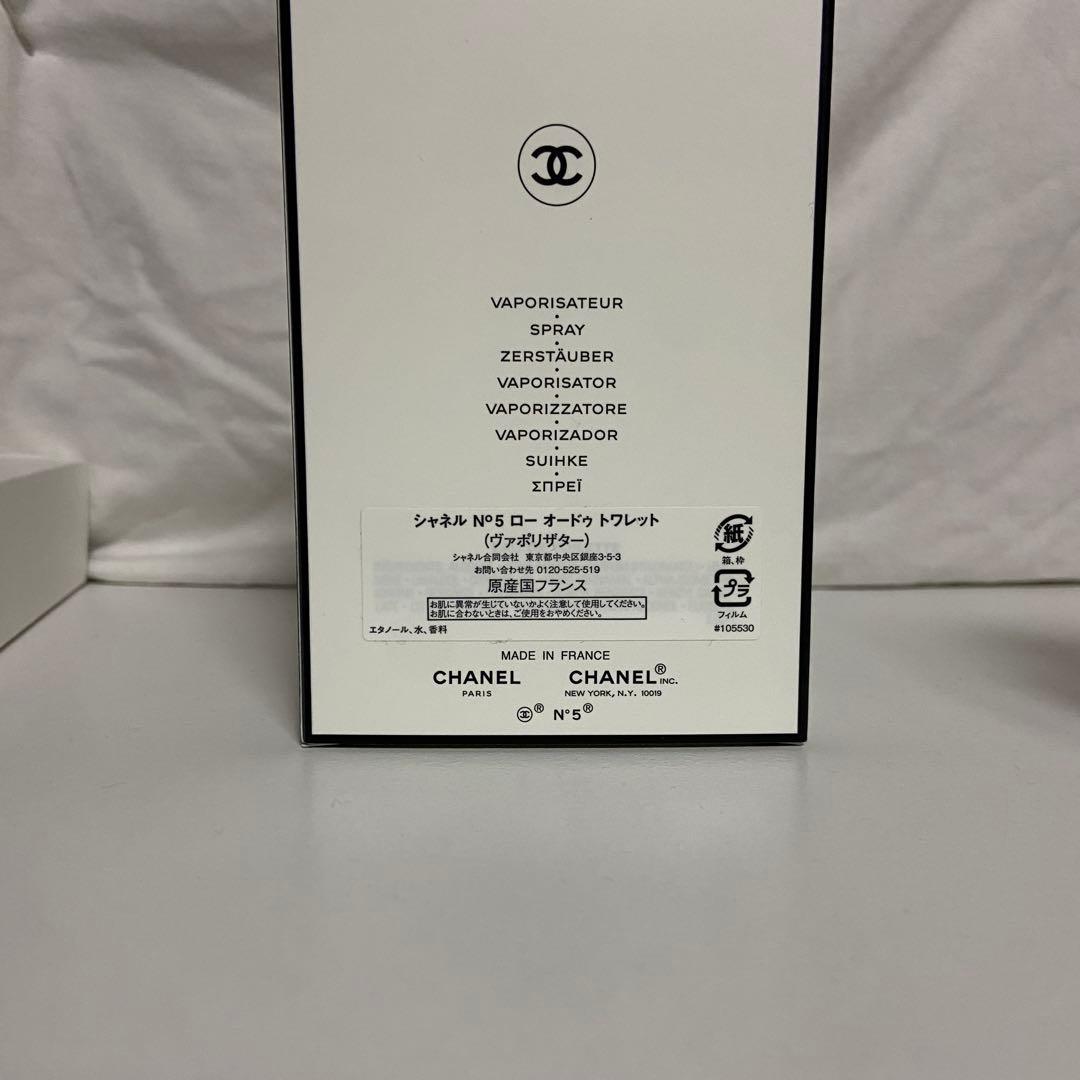 VAPORISATEUR
SPRAY
ZERSTÄUBER
VAPORISATOR
VAPORIZZATORE
VAPORIZADOR
SUIHKE
ΣΠΡΕΪ
シャネル Nº5 ロー オードゥ トワレット
(ヴァポリザター)
シャネル合同会社 東京都中央区銀座3-5-3
お問い合わせ先 0120-525-519
原産国フランス
お肌に異常が生じていないかよく注意して使用してください。
お肌に合わないときは、ご使用をおやめください。
エタノール、水、香料
紙
箱、枠
プラ
フィルム
#105530
MADE IN FRANCE
CHANEL CHANEL® INC.
PARIS NEW YORK, N.Y. 10019
® N°5®